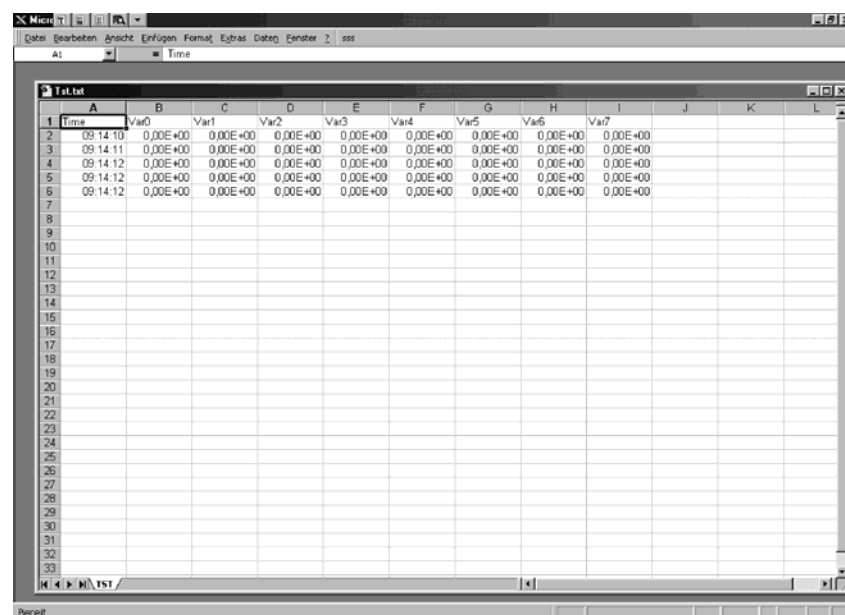 Micro
Datei Bearbeiten Ansicht Einfügen Format Extras Daten Fenster ? sss
A1 = Time
Tst.txt
A B C D E F G H I J K L
1 Time Var0 Var1 Var2 Var3 Var4 Var5 Var6 Var7
2 09:14:10 0,00E+00 0,00E+00 0,00E+00 0,00E+00 0,00E+00 0,00E+00 0,00E+00 0,00E+00
3 09:14:11 0,00E+00 0,00E+00 0,00E+00 0,00E+00 0,00E+00 0,00E+00 0,00E+00 0,00E+00
4 09:14:12 0,00E+00 0,00E+00 0,00E+00 0,00E+00 0,00E+00 0,00E+00 0,00E+00 0,00E+00
5 09:14:12 0,00E+00 0,00E+00 0,00E+00 0,00E+00 0,00E+00 0,00E+00 0,00E+00 0,00E+00
6 09:14:12 0,00E+00 0,00E+00 0,00E+00 0,00E+00 0,00E+00 0,00E+00 0,00E+00 0,00E+00
7
8
9
10
11
12
13
14
15
16
17
18
19
20
21
22
23
24
25
26
27
28
29
30
31
32
33
TST
Bereit